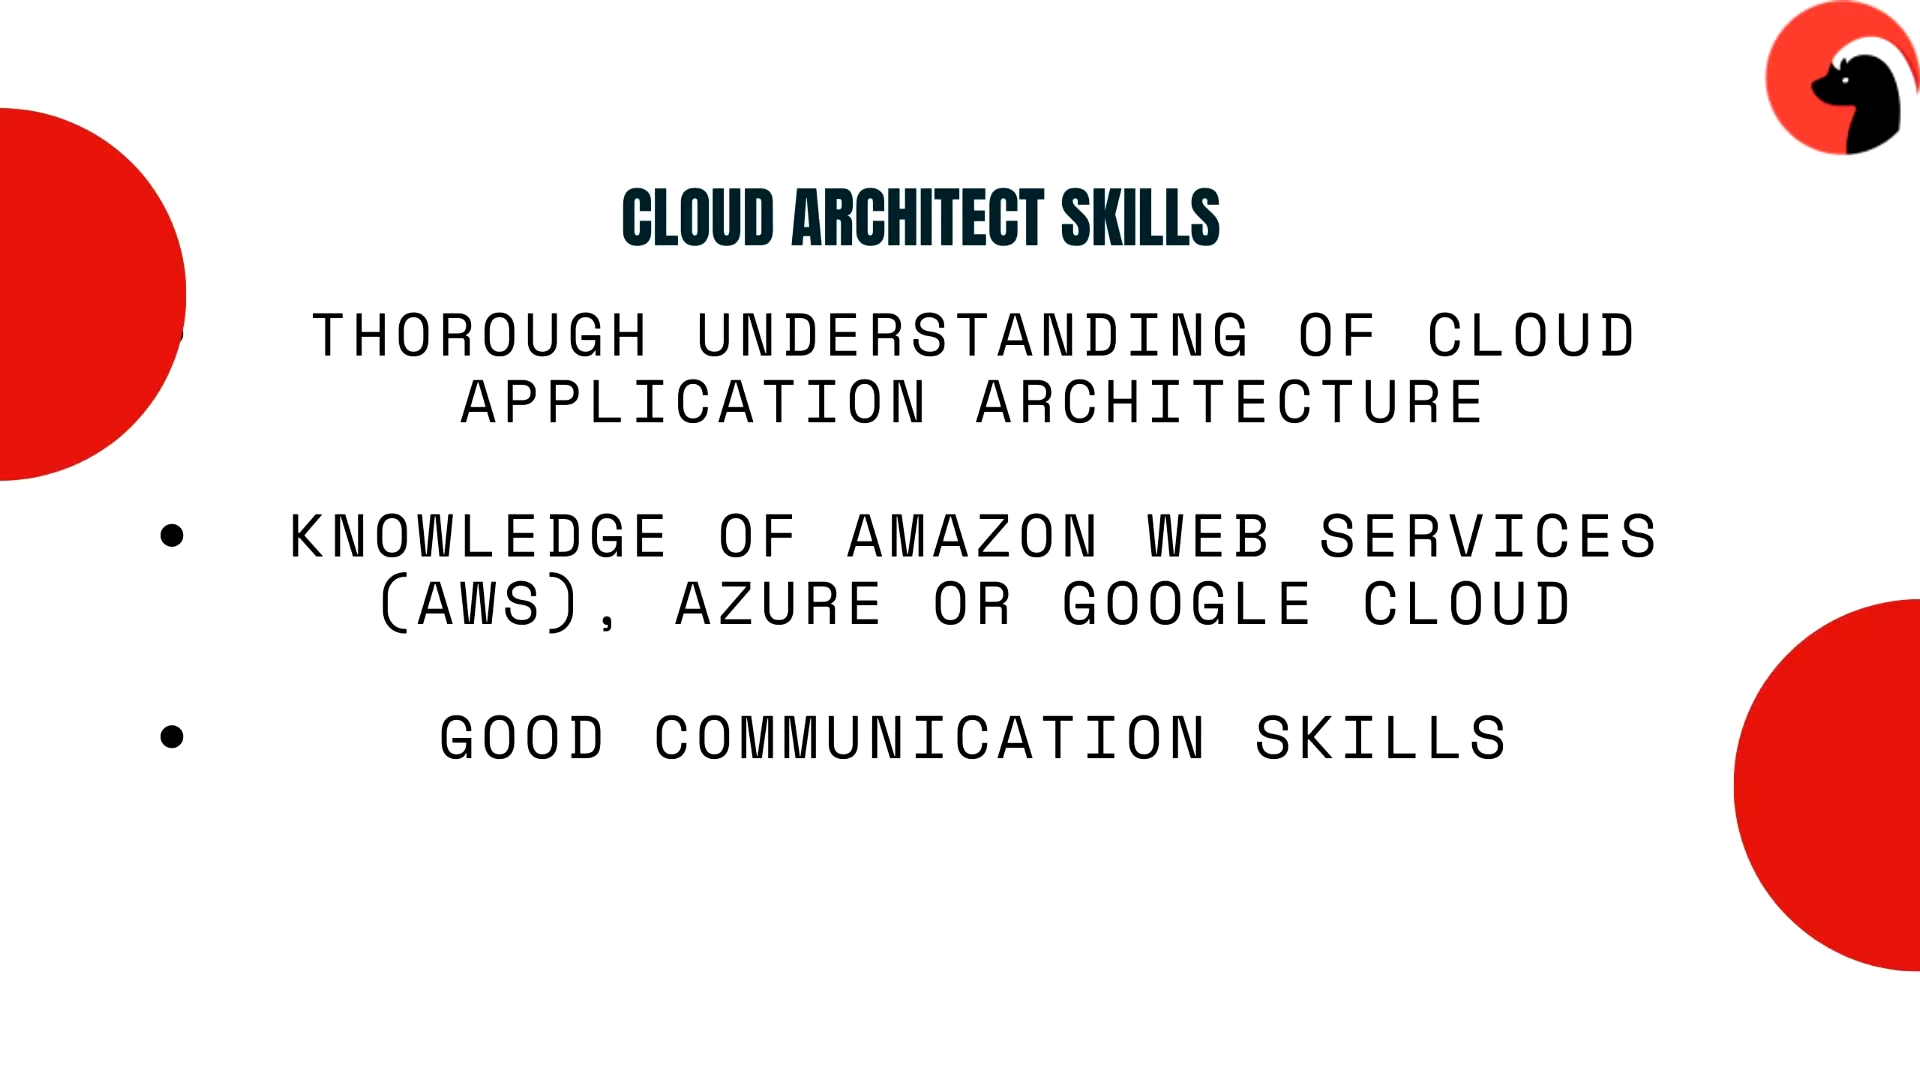 CLOUD ARCHITECT SKILLS
THOROUGH UNDERSTANDING OF CLOUD
APPLICATION ARCHITECTURE
• KNOWLEDGE OF AMAZON WEB SERVICES
(AWS), AZURE OR GOOGLE CLOUD
• GOOD COMMUNICATION SKILLS